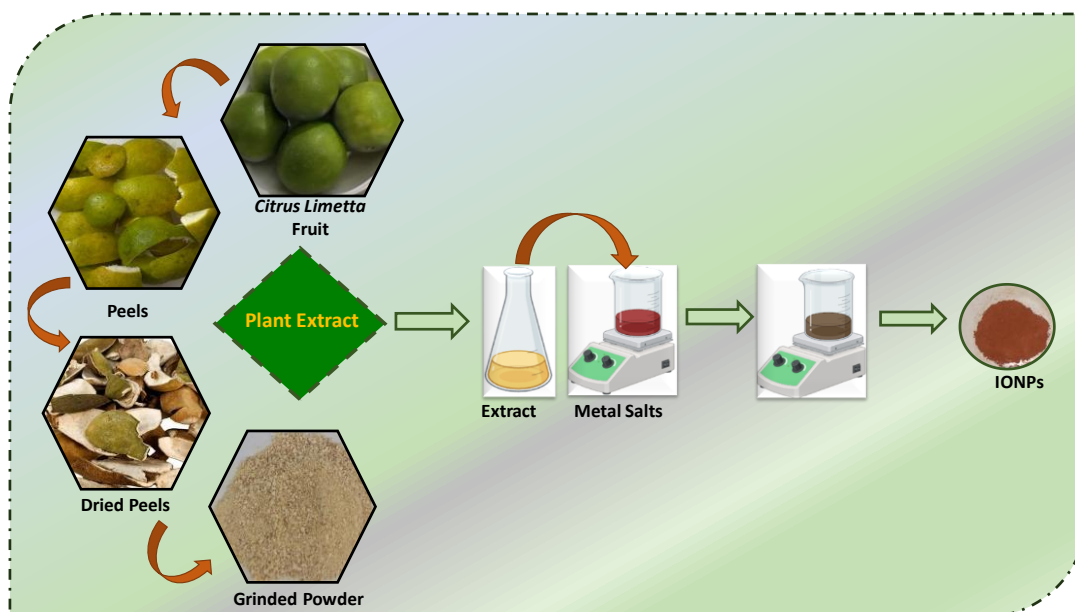 Citrus Limetta
Fruit
Peels
Plant Extract
Dried Peels
Grinded Powder
Extract
Metal Salts
IONPs